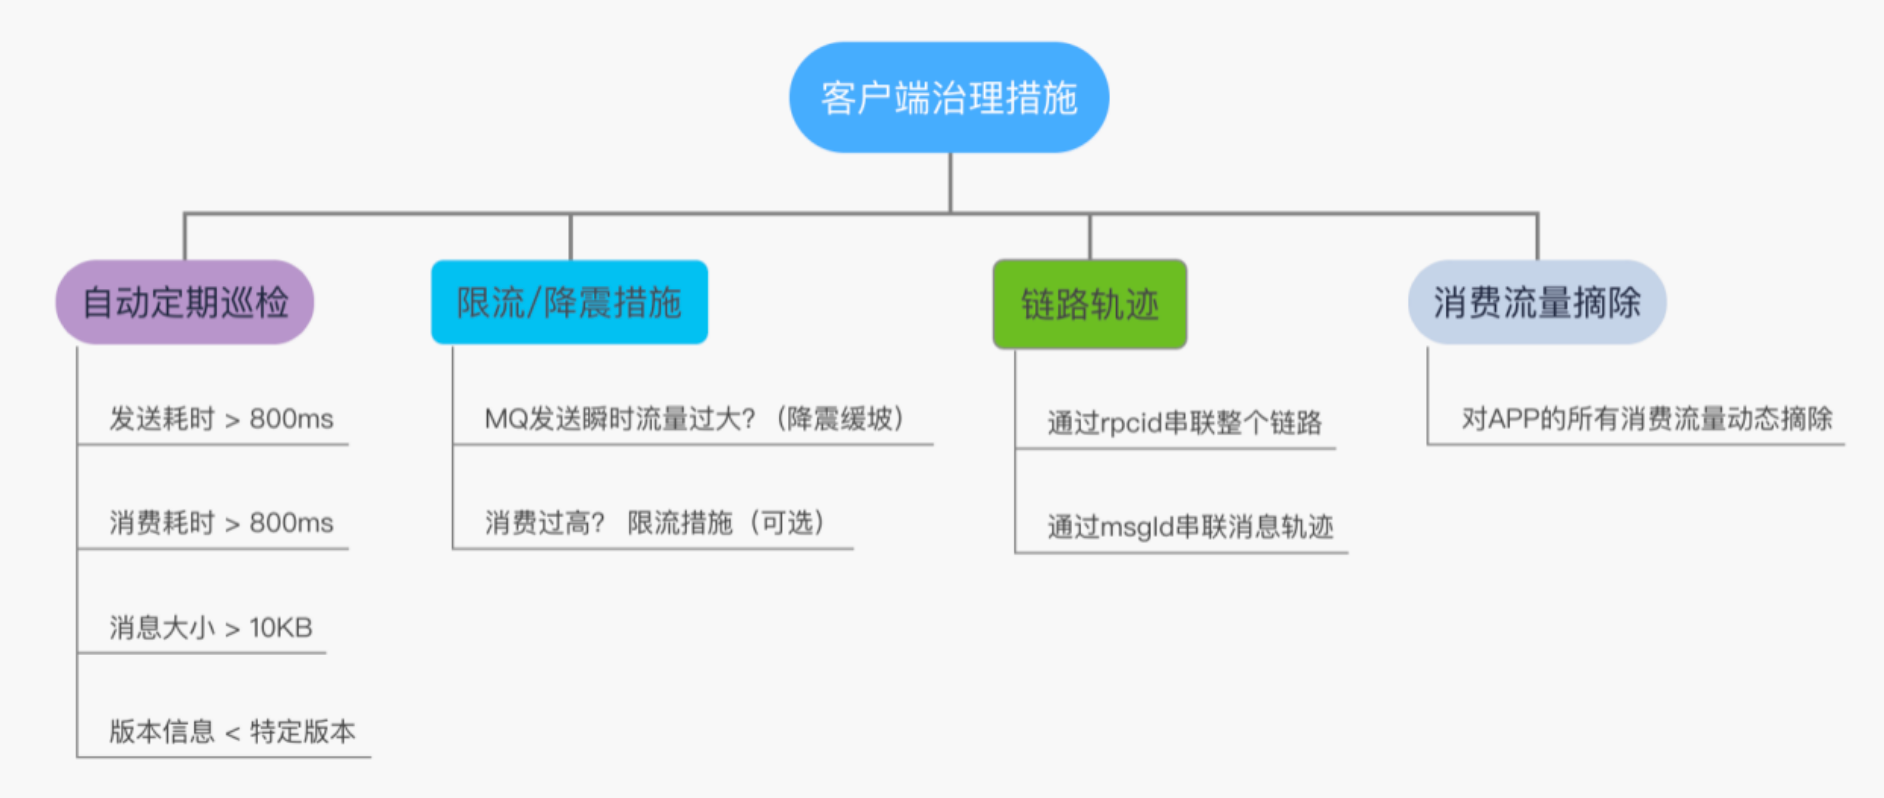 客户端治理措施
自动定期巡检
发送耗时 > 800ms
消费耗时 > 800ms
消息大小 > 10KB
版本信息 < 特定版本
限流/降震措施
MQ发送瞬时流量过大？（降震缓坡）
消费过高？ 限流措施（可选）
链路轨迹
通过rpcid串联整个链路
通过msgId串联消息轨迹
消费流量摘除
对APP的所有消费流量动态摘除